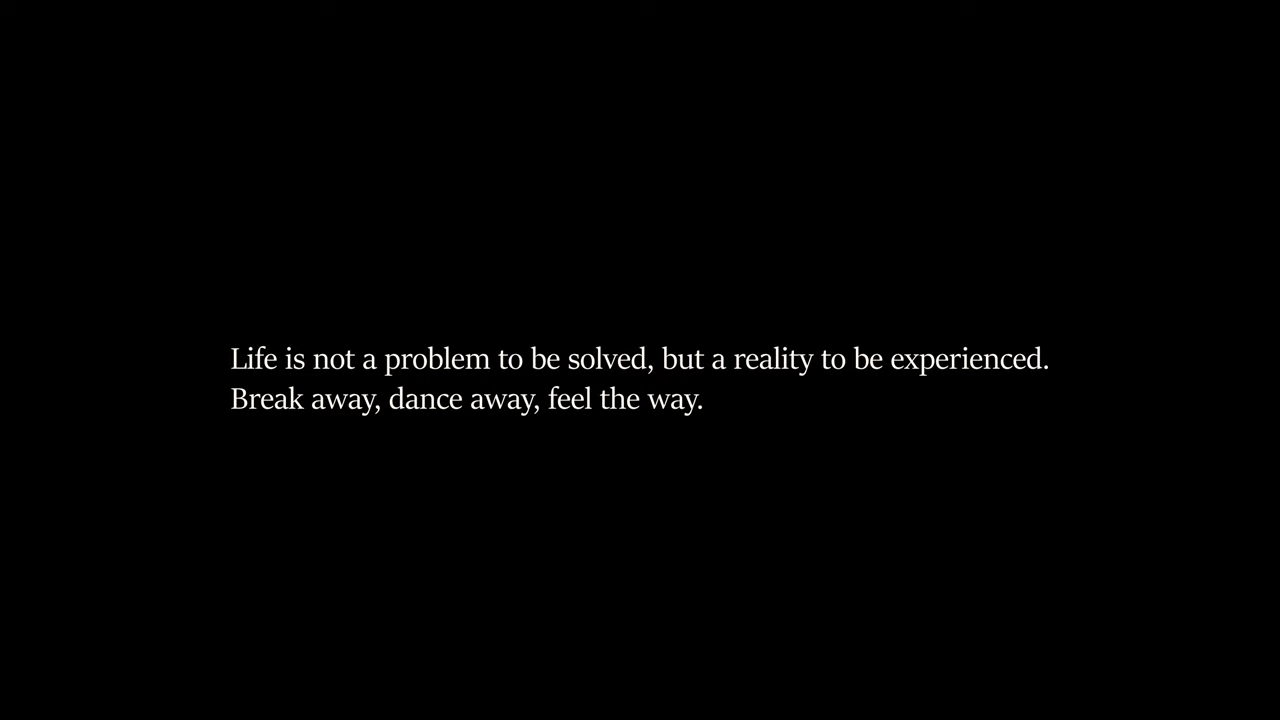 Life is not a problem to be solved, but a reality to be experienced.
Break away, dance away, feel the way.